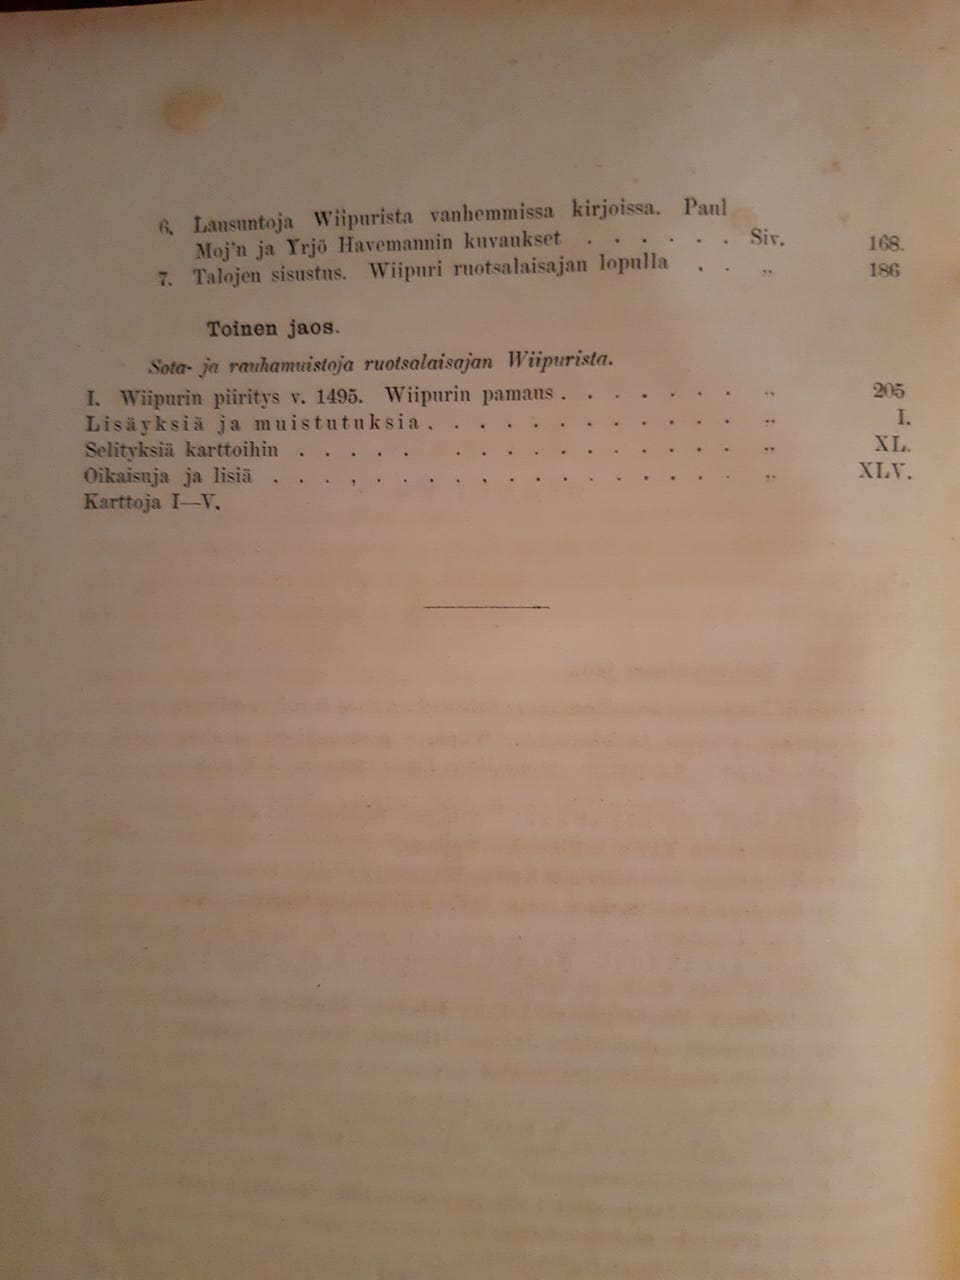 6. Lausuntoja Wiipurista vanhemmissa kirjoissa. Paul
Moj'n ja Yrjö Havemannin kuvaukset . . . . . . Siv. 168.
7. Talojen sisustus. Wiipuri ruotsalaisajan lopulla . . „ 186
Toinen jaos.
Sota- ja rauhamuistoja ruotsalaisajan Wiipurista.
I. Wiipurin piiritys v. 1495. Wiipurin pamaus . . . . . . . „ 205
Lisäyksiä ja muistutuksia . . . . . . . . . . . . „ I.
Selityksiä karttoihin . . . . . . . . . . . . . . . „ XL.
Oikaisuja ja lisiä . . . , . . . . . . . . . . . . . „ XLV.
Karttoja I—V.